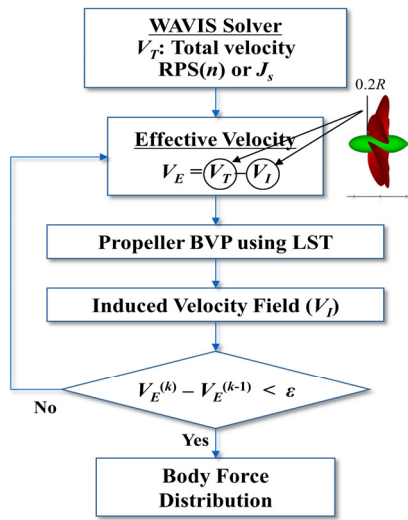 WAVIS Solver
V_T: Total velocity
RPS(n) or J_s
0.2R
Effective Velocity
V_E = V_T – V_I
Propeller BVP using LST
Induced Velocity Field (V_I)
V_E^(k) – V_E^(k-1) < ε
No
Yes
Body Force
Distribution